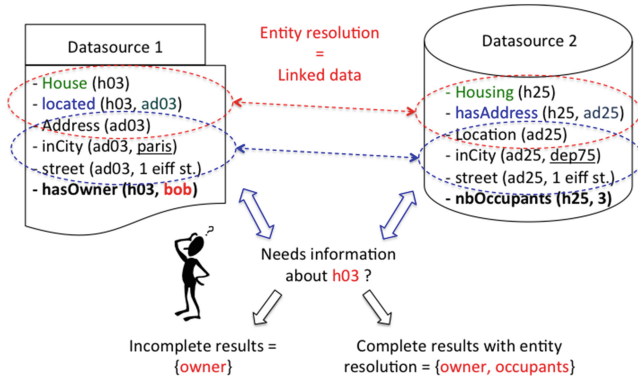 Datasource 1
- House (h03)
- located (h03, ad03)
- Address (ad03)
- inCity (ad03, paris)
- street (ad03, 1 eiff st.)
- hasOwner (h03, bob)
Entity resolution
=
Linked data
Datasource 2
- Housing (h25)
- hasAddress (h25, ad25)
- Location (ad25)
- inCity (ad25, dep75)
- street (ad25, 1 eiff st.)
- nbOccupants (h25, 3)
?
Needs information
about h03 ?
Incomplete results =
{owner}
Complete results with entity
resolution = {owner, occupants}